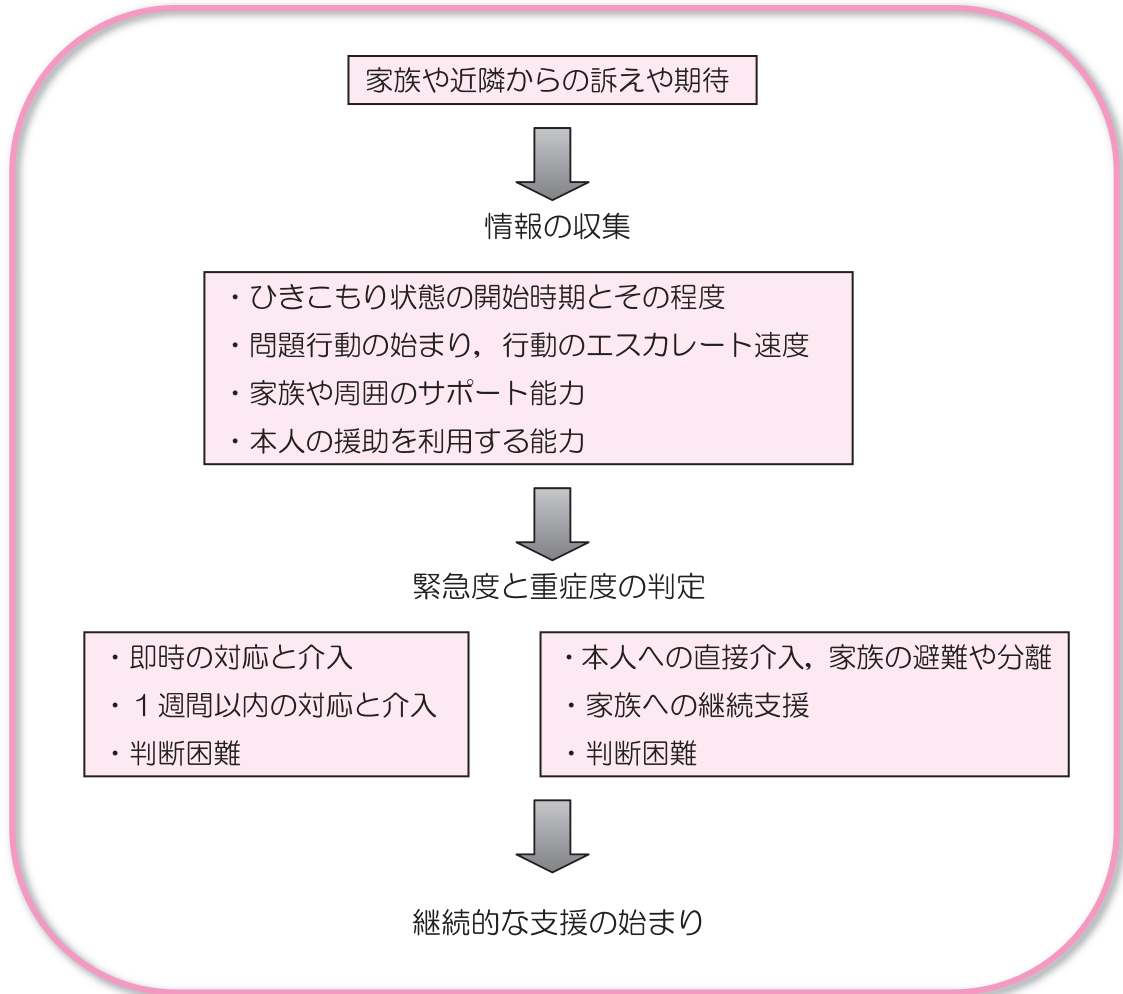 家族や近隣からの訴えや期待
情報の収集
・ひきこもり状態の開始時期とその程度
・問題行動の始まり，行動のエスカレート速度
・家族や周囲のサポート能力
・本人の援助を利用する能力
緊急度と重症度の判定
・即時の対応と介入
・１週間以内の対応と介入
・判断困難
・本人への直接介入，家族の避難や分離
・家族への継続支援
・判断困難
継続的な支援の始まり